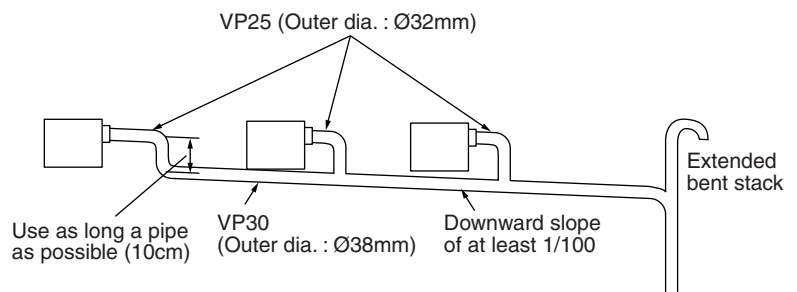 VP25 (Outer dia. : Ø32mm)
Extended
bent stack
Use as long a pipe
as possible (10cm)
VP30
(Outer dia. : Ø38mm)
Downward slope
of at least 1/100